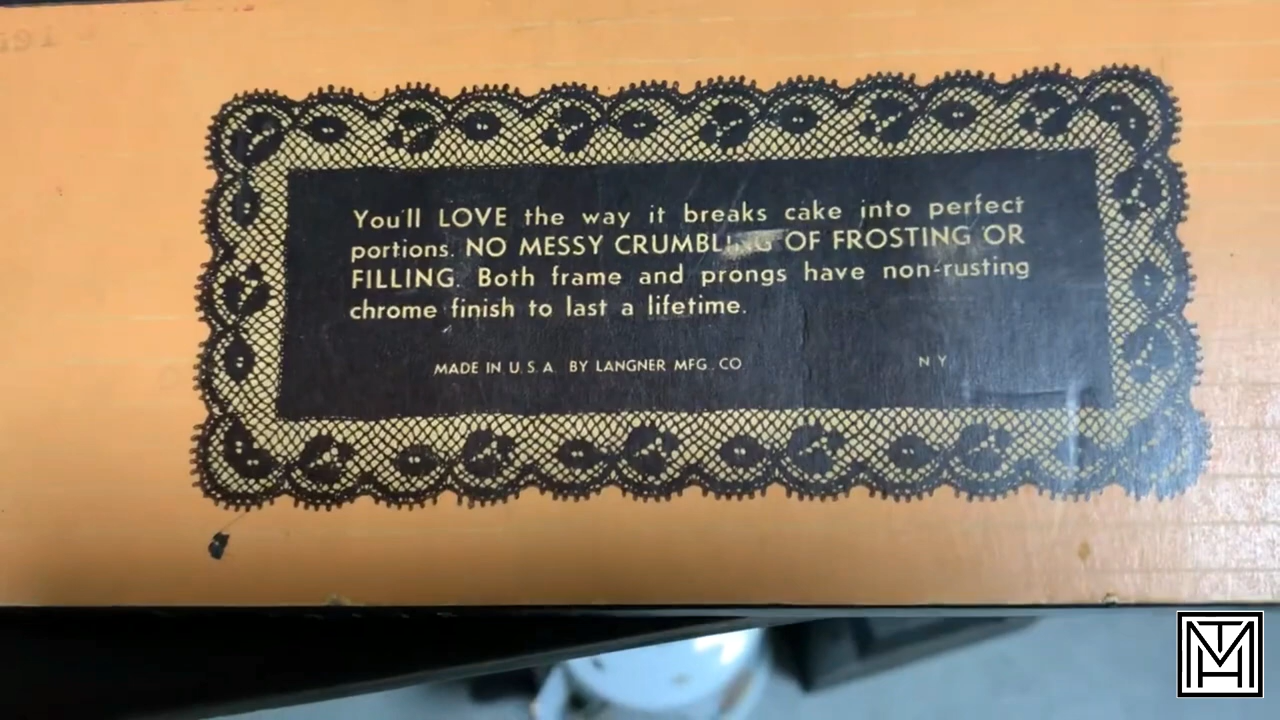 You'll LOVE the way it breaks cake into perfect
portions. NO MESSY CRUMBLING OF FROSTING OR
FILLING. Both frame and prongs have non-rusting
chrome finish to last a lifetime.
MADE IN U.S.A. BY LANGNER MFG. CO N Y